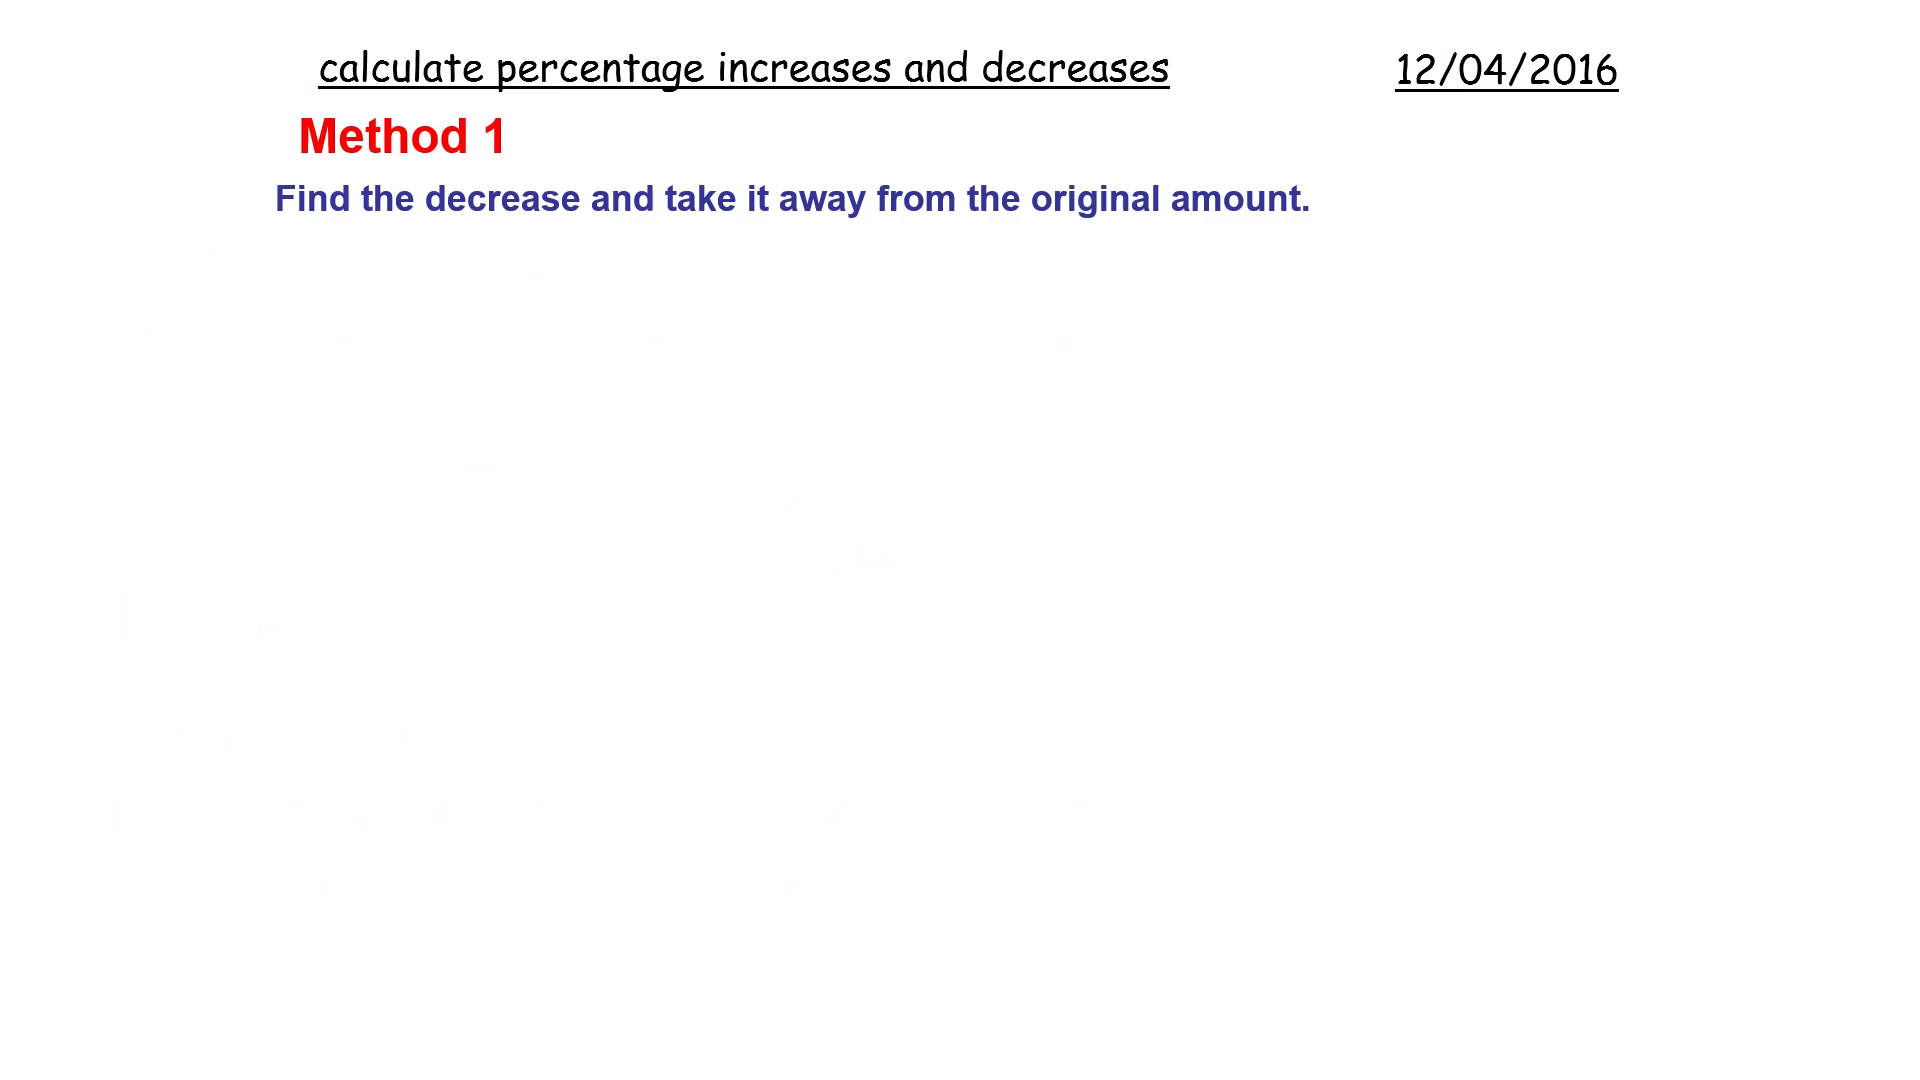 calculate percentage increases and decreases 12/04/2016
Method 1
Find the decrease and take it away from the original amount.